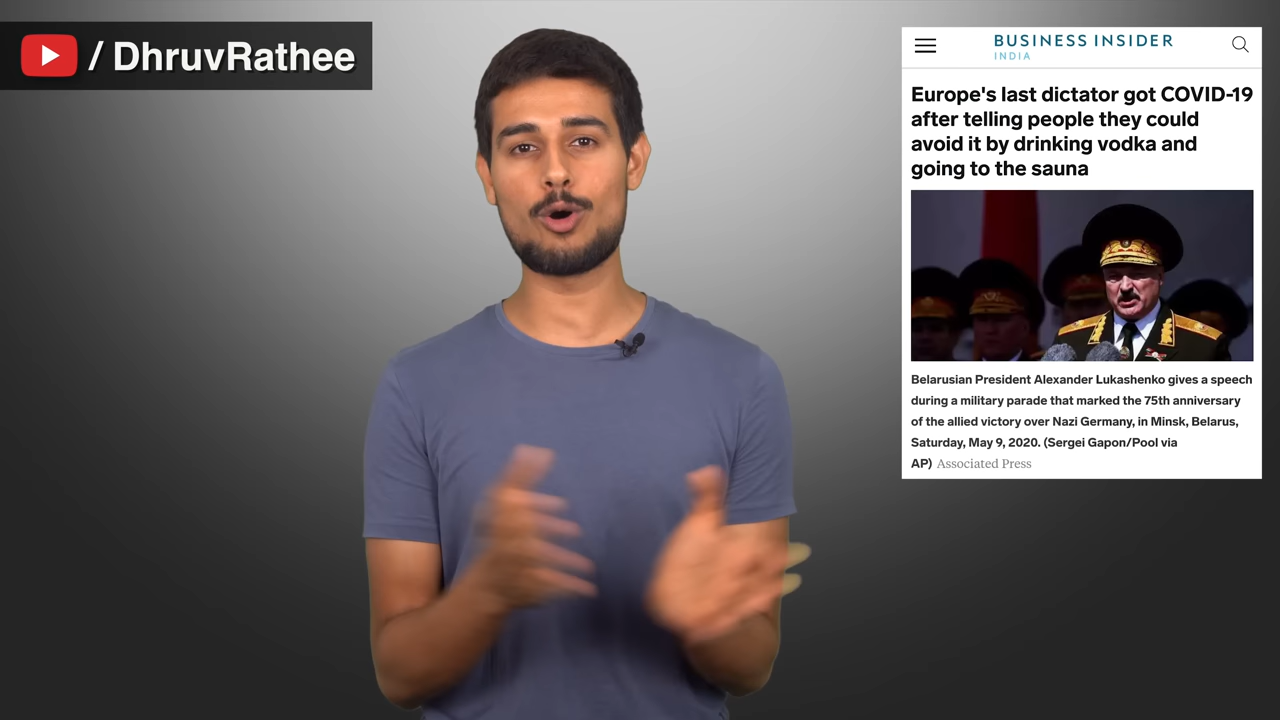 / DhruvRathee
BUSINESS INSIDER
INDIA
Europe's last dictator got COVID-19
after telling people they could
avoid it by drinking vodka and
going to the sauna
Belarusian President Alexander Lukashenko gives a speech
during a military parade that marked the 75th anniversary
of the allied victory over Nazi Germany, in Minsk, Belarus,
Saturday, May 9, 2020. (Sergei Gapon/Pool via
AP) Associated Press